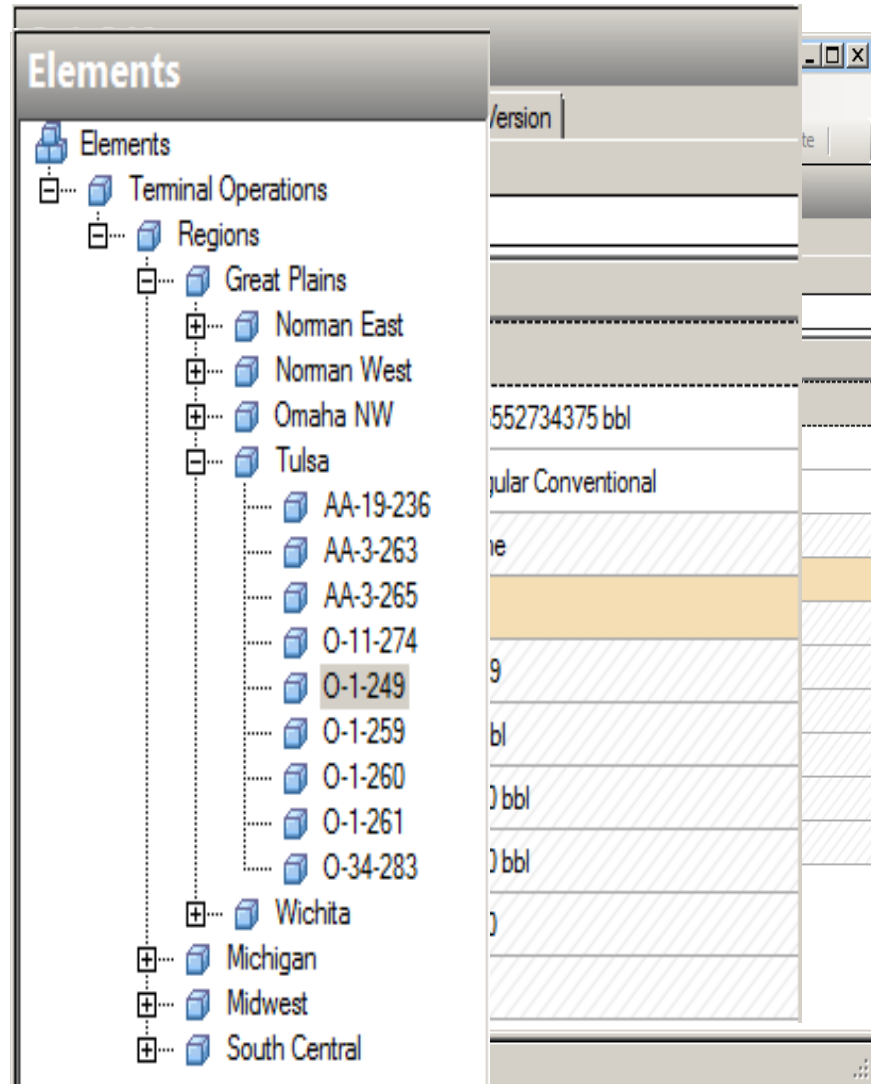 Elements
Elements
Terminal Operations
Regions
Great Plains
Norman East
Norman West
Omaha NW
Tulsa
AA-19-236
AA-3-263
AA-3-265
O-11-274
O-1-249
O-1-259
O-1-260
O-1-261
O-34-283
Wichita
Michigan
Midwest
South Central
/ersion
te
552734375 bbl
gular Conventional
ne
9
bl
0 bbl
0 bbl
0